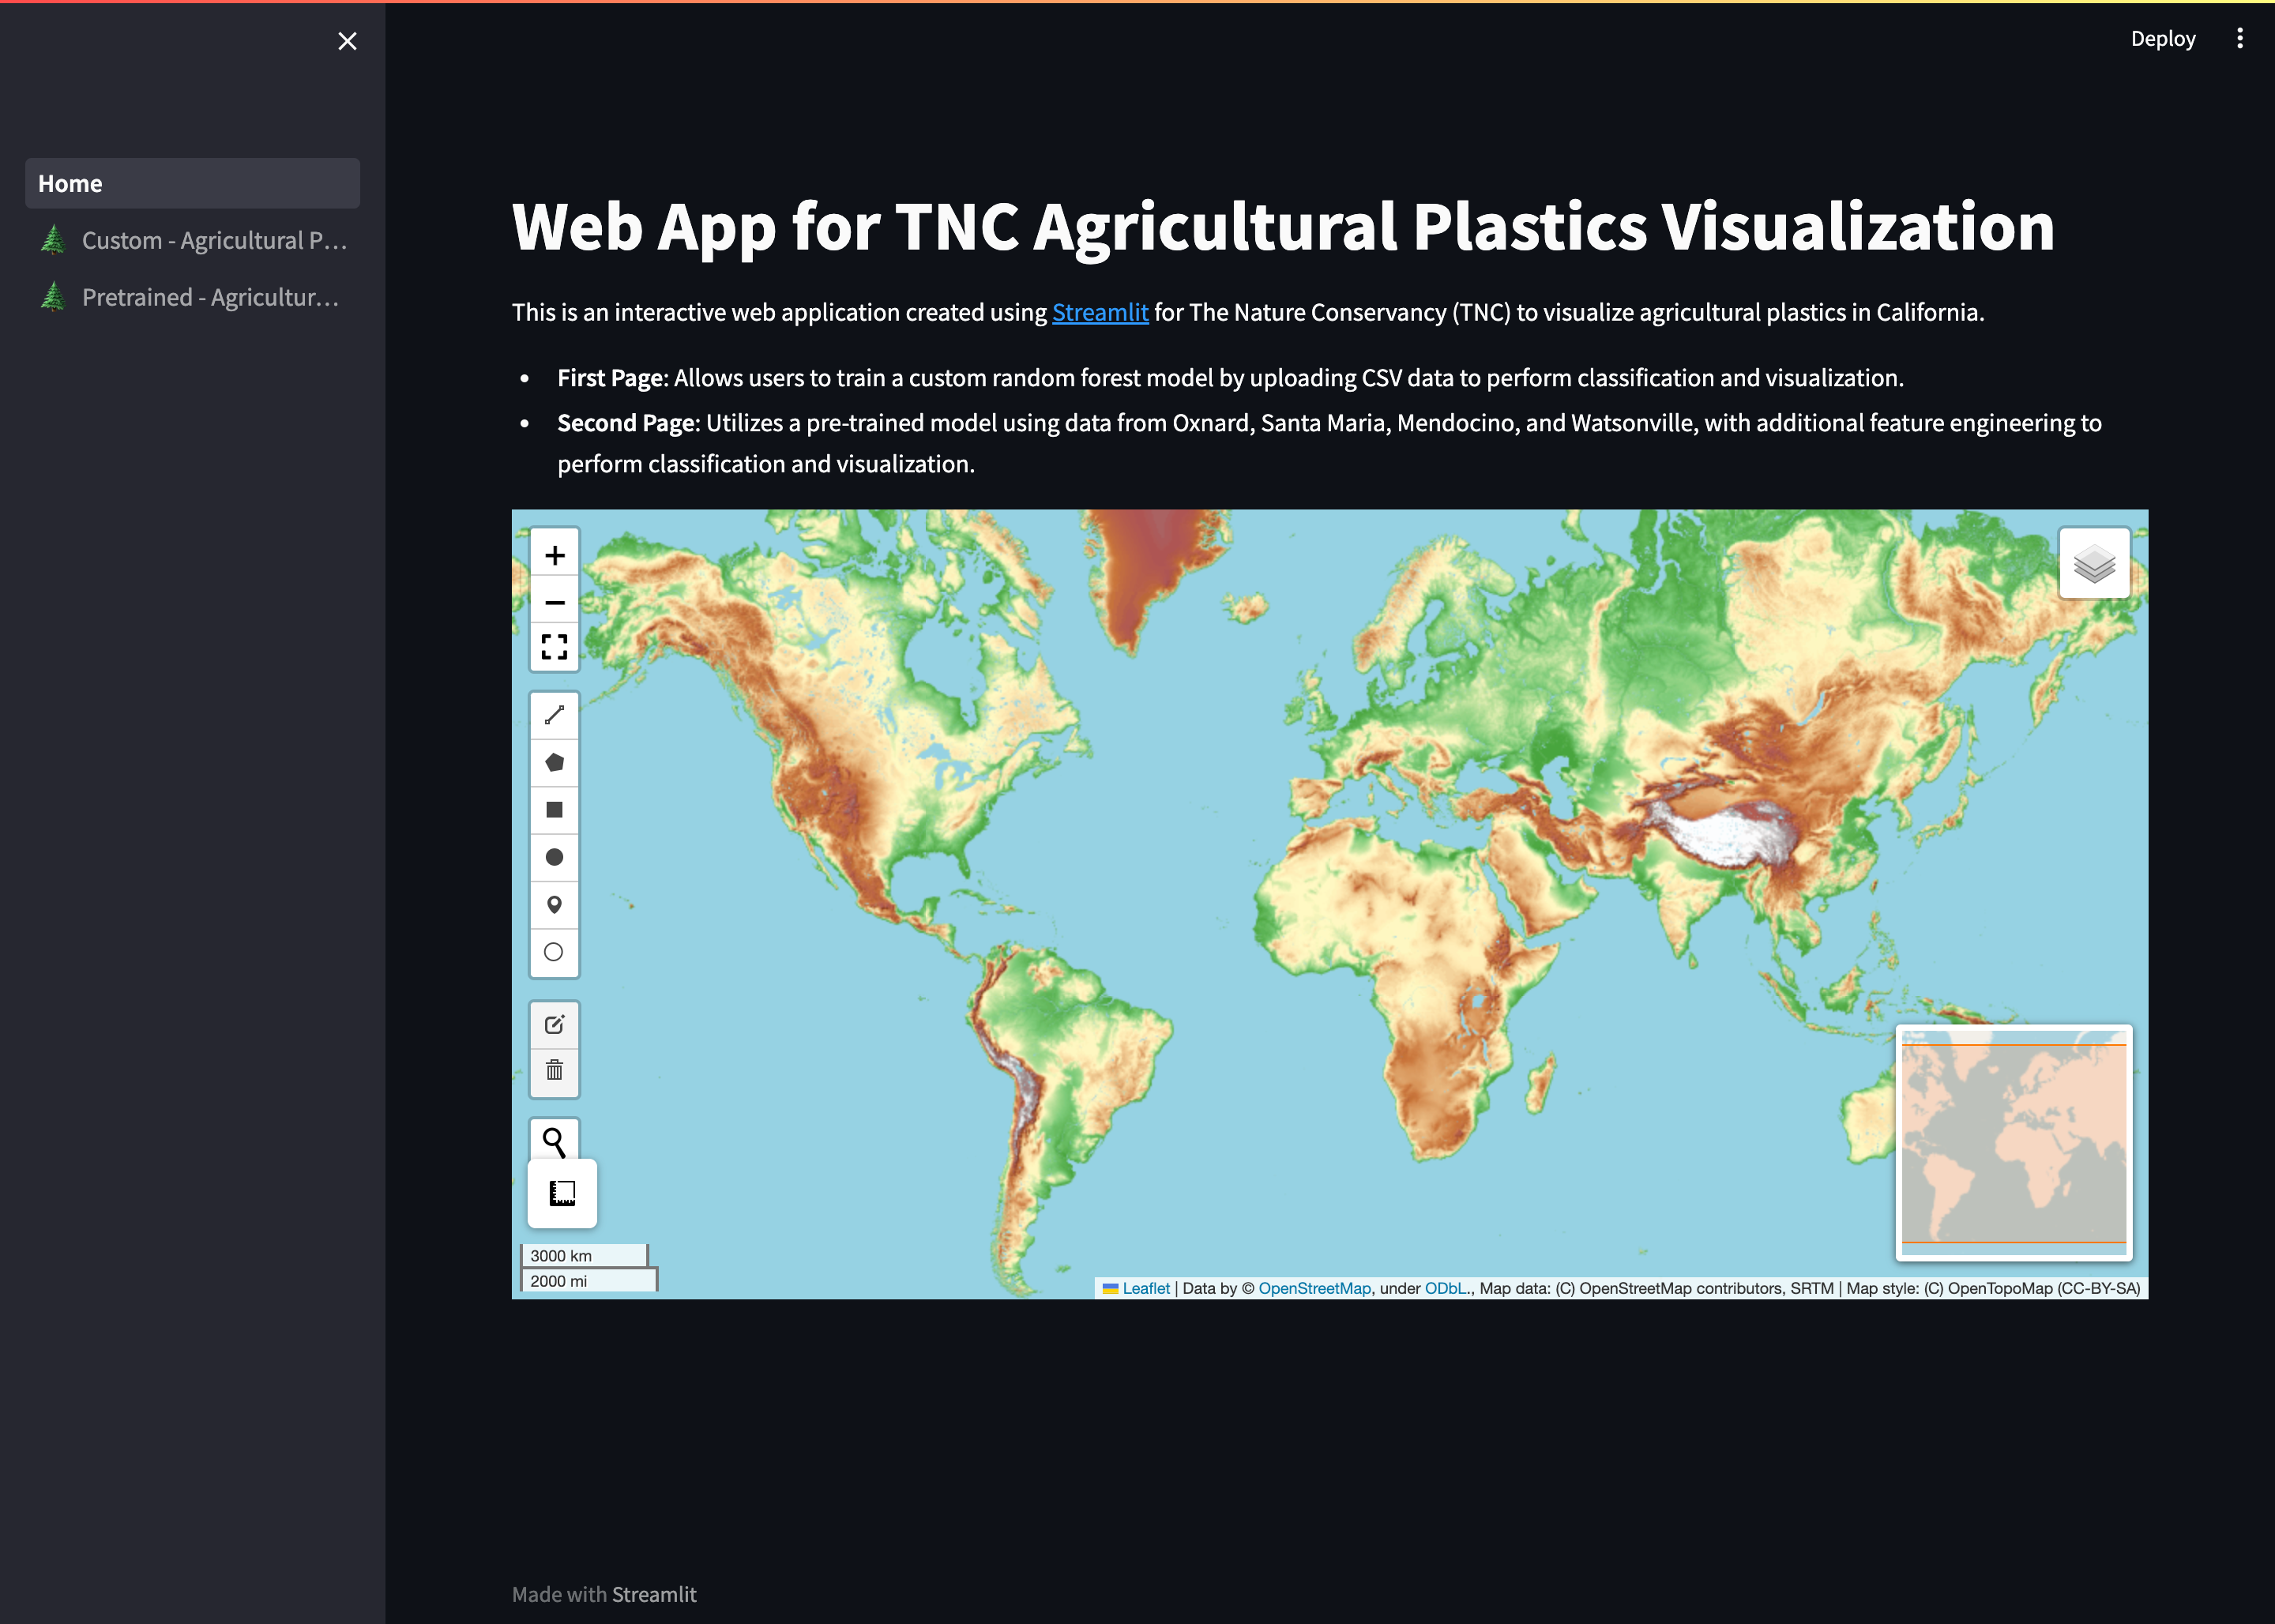 Deploy
Home
Custom - Agricultural P...
Pretrained - Agricultur...
Web App for TNC Agricultural Plastics Visualization
This is an interactive web application created using Streamlit for The Nature Conservancy (TNC) to visualize agricultural plastics in California.
• First Page: Allows users to train a custom random forest model by uploading CSV data to perform classification and visualization.
• Second Page: Utilizes a pre-trained model using data from Oxnard, Santa Maria, Mendocino, and Watsonville, with additional feature engineering to
perform classification and visualization.
3000 km
2000 mi
Leaflet | Data by © OpenStreetMap, under ODbL., Map data: (C) OpenStreetMap contributors, SRTM | Map style: (C) OpenTopoMap (CC-BY-SA)
Made with Streamlit